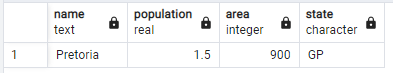 name population area state
text real integer character
1 Pretoria 1.5 900 GP